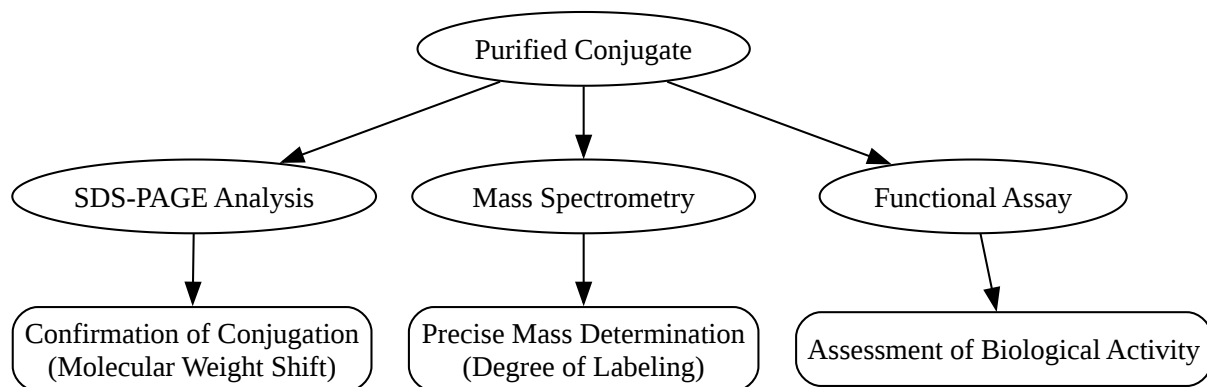 Purified Conjugate
SDS-PAGE Analysis
Mass Spectrometry
Functional Assay
Confirmation of Conjugation
(Molecular Weight Shift)
Precise Mass Determination
(Degree of Labeling)
Assessment of Biological Activity